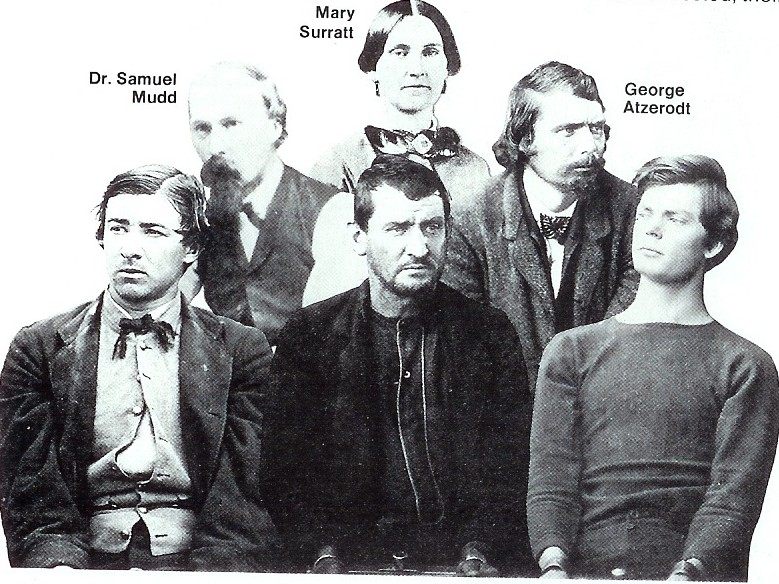 Mary
Surratt
Dr. Samuel
Mudd
George
Atzerodt